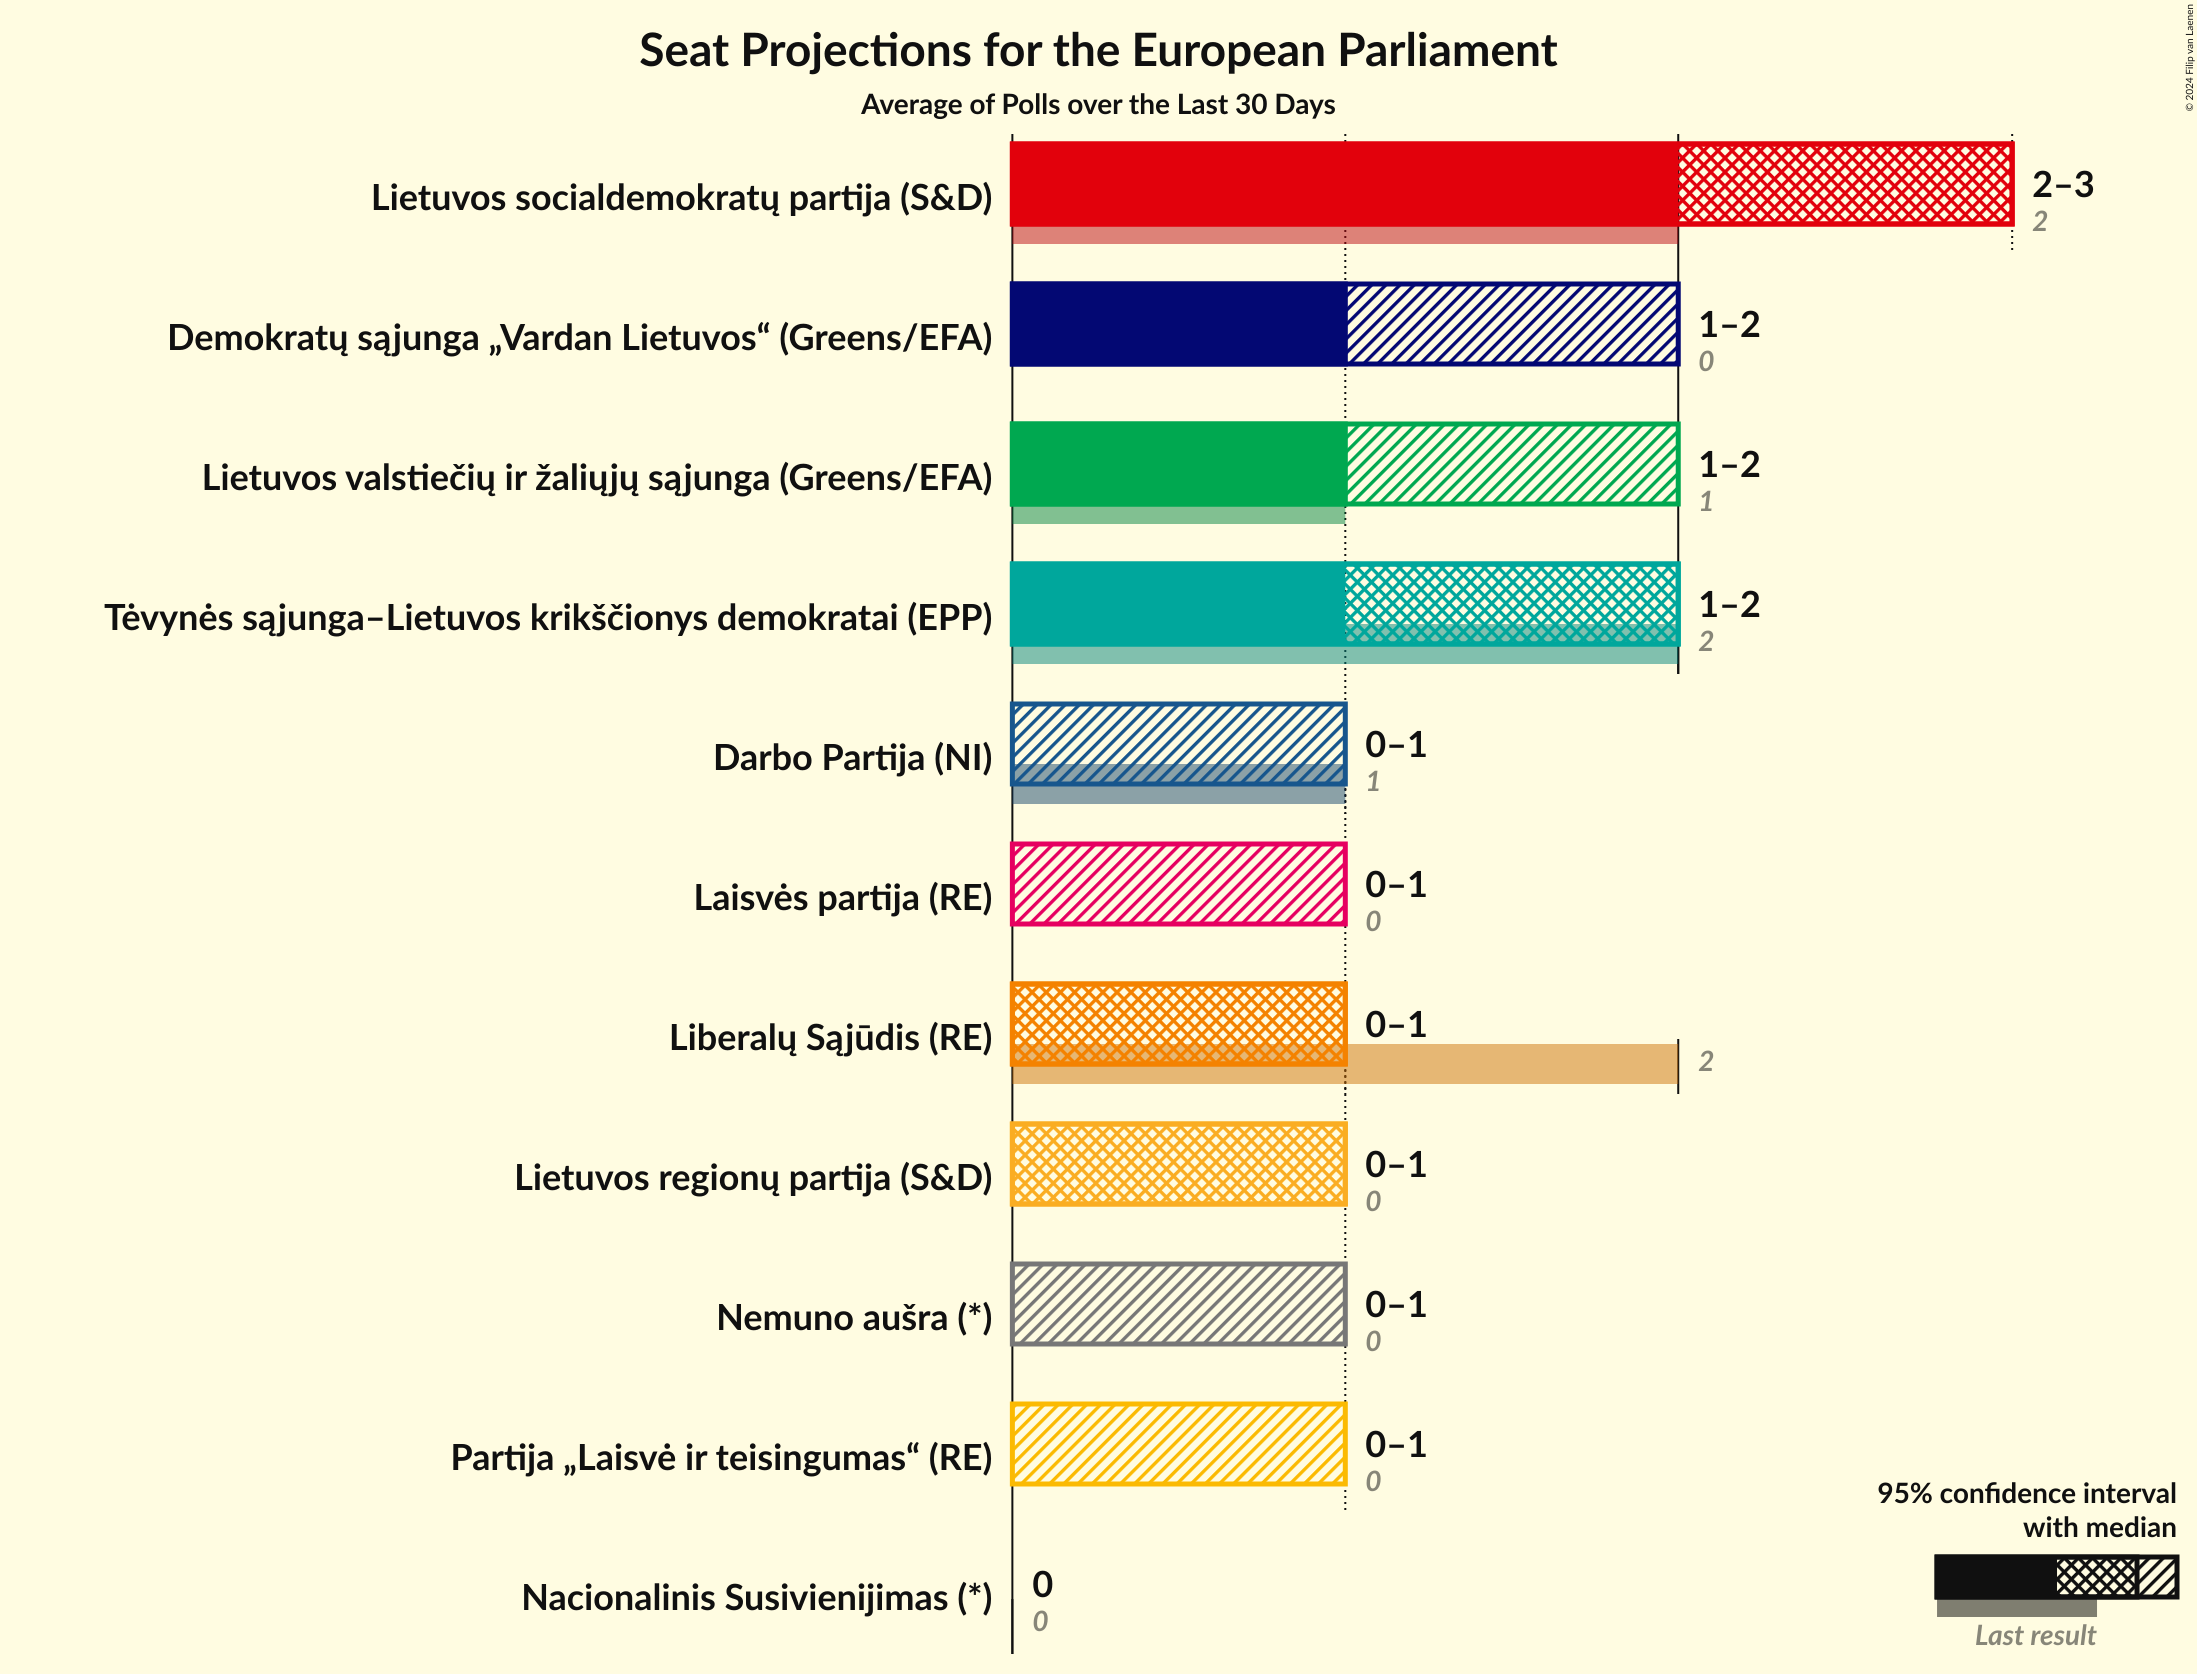 Seat Projections for the European Parliament
Average of Polls over the Last 30 Days
© 2024 Filip van Laenen
Lietuvos socialdemokratų partija (S&D)
2–3
2
Demokratų sąjunga „Vardan Lietuvos“ (Greens/EFA)
1–2
0
Lietuvos valstiečių ir žaliųjų sąjunga (Greens/EFA)
1–2
1
Tėvynės sąjunga–Lietuvos krikščionys demokratai (EPP)
1–2
2
Darbo Partija (NI)
0–1
1
Laisvės partija (RE)
0–1
0
Liberalų Sąjūdis (RE)
0–1
2
Lietuvos regionų partija (S&D)
0–1
0
Nemuno aušra (*)
0–1
0
Partija „Laisvė ir teisingumas“ (RE)
0–1
0
Nacionalinis Susivienijimas (*)
0
0
95% confidence interval
with median
Last result